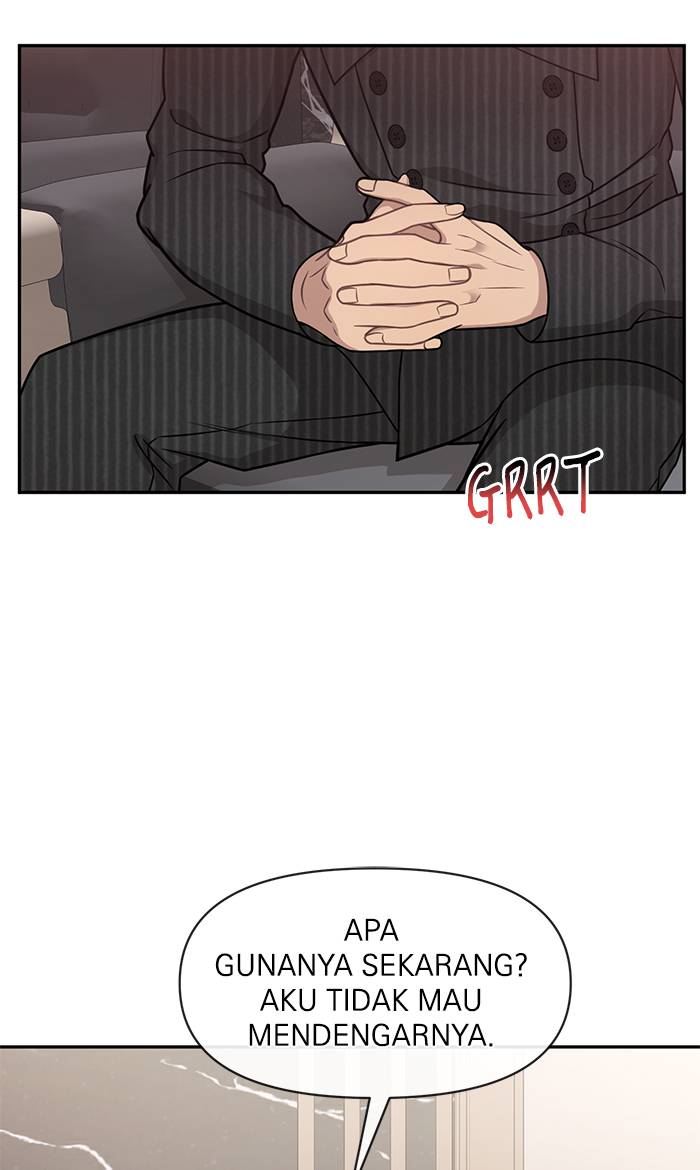 GRRT
APA
GUNANYA SEKARANG?
AKU TIDAK MAU
MENDENGARNYA.